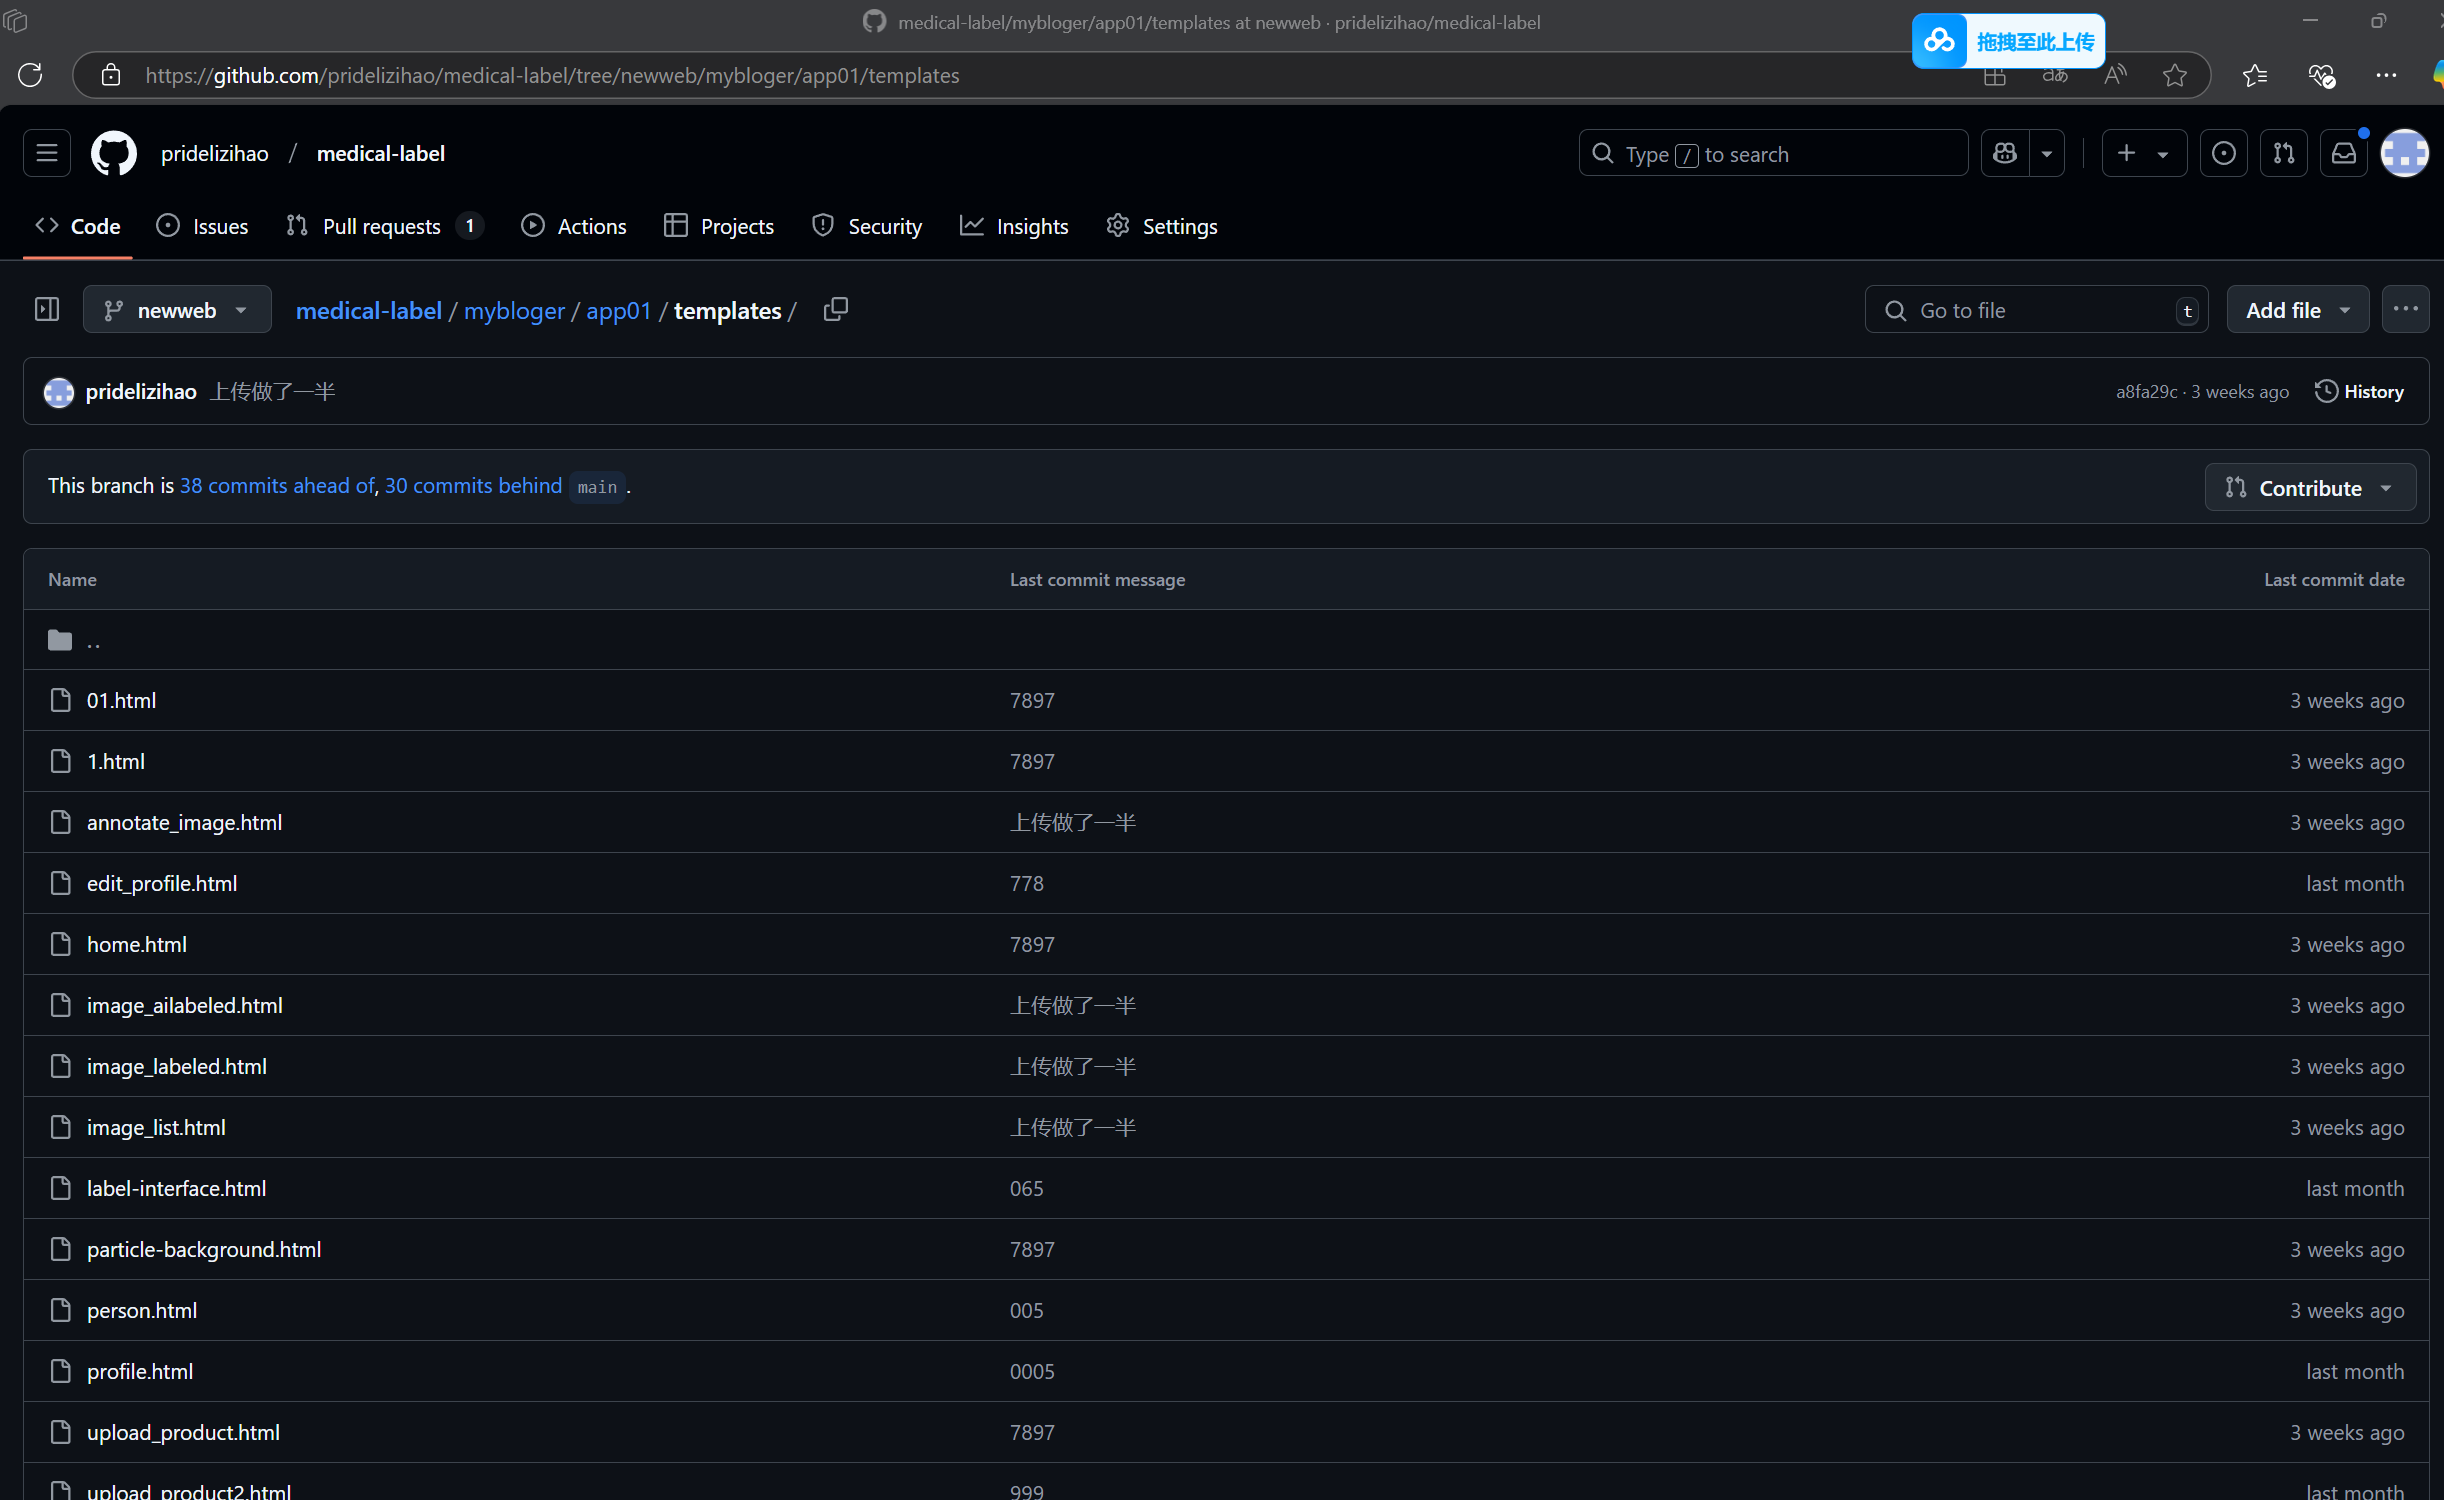 medical-label/mybloger/app01/templates at newweb · pridelizihao/medical-label
拖拽至此上传
https://github.com/pridelizihao/medical-label/tree/newweb/mybloger/app01/templates
pridelizihao / medical-label
Type / to search
Code Issues Pull requests 1 Actions Projects Security Insights Settings
newweb medical-label / mybloger / app01 / templates /
Go to file t Add file
pridelizihao 上传做了一半 a8fa29c · 3 weeks ago History
This branch is 38 commits ahead of, 30 commits behind main .
Contribute
Name Last commit message Last commit date
..
01.html 7897 3 weeks ago
1.html 7897 3 weeks ago
annotate_image.html 上传做了一半 3 weeks ago
edit_profile.html 778 last month
home.html 7897 3 weeks ago
image_ailabeled.html 上传做了一半 3 weeks ago
image_labeled.html 上传做了一半 3 weeks ago
image_list.html 上传做了一半 3 weeks ago
label-interface.html 065 last month
particle-background.html 7897 3 weeks ago
person.html 005 3 weeks ago
profile.html 0005 last month
upload_product.html 7897 3 weeks ago
upload_product2.html 999 last month